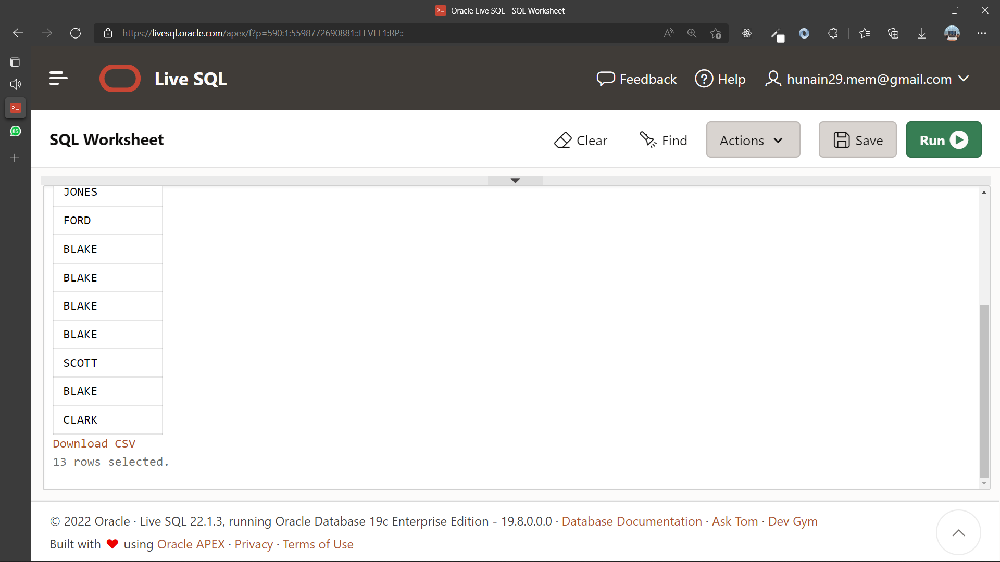 Oracle Live SQL - SQL Worksheet
https://livesql.oracle.com/apex/f?p=590:1:5598772690881::LEVEL1:RP::
Live SQL
Feedback
Help
hunain29.mem@gmail.com
85
SQL Worksheet
Clear
Find
Actions
Save
Run
JONES
FORD
BLAKE
BLAKE
BLAKE
BLAKE
SCOTT
BLAKE
CLARK
Download CSV
13 rows selected.
© 2022 Oracle · Live SQL 22.1.3, running Oracle Database 19c Enterprise Edition - 19.8.0.0.0 · Database Documentation · Ask Tom · Dev Gym
Built with ❤ using Oracle APEX · Privacy · Terms of Use